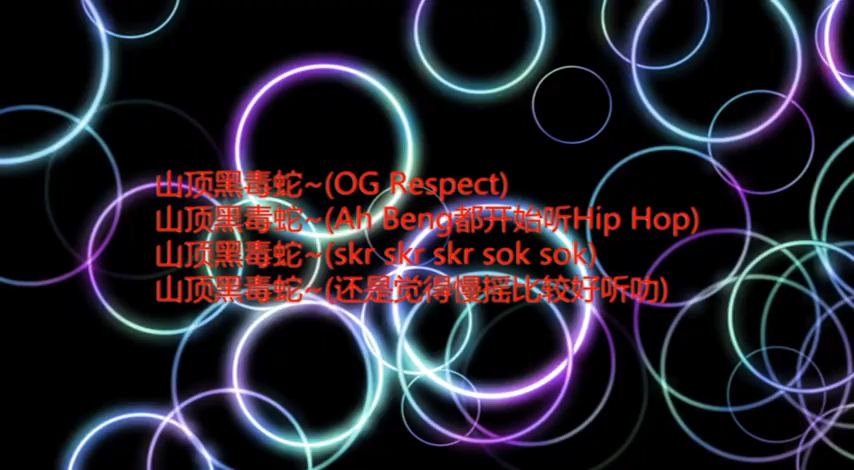 山顶黑毒蛇~(OG Respect)
山顶黑毒蛇~(Ah Beng都开始听Hip Hop)
山顶黑毒蛇~(skr skr skr sok sok)
山顶黑毒蛇~(还是觉得慢摇比较好听叻)